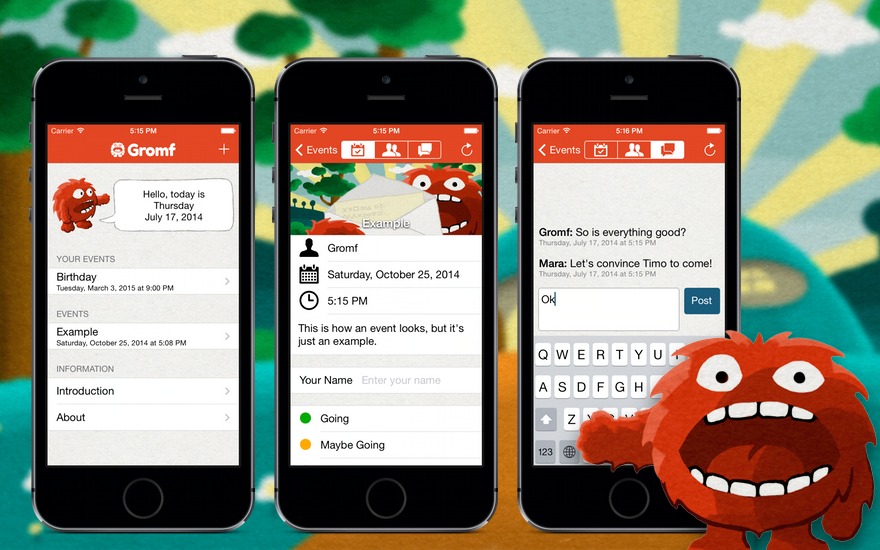 Carrier 5:15 PM
Gromf +
Hello, today is
Thursday
July 17, 2014
YOUR EVENTS
Birthday
Tuesday, March 3, 2015 at 9:00 PM
EVENTS
Example
Saturday, October 25, 2014 at 5:08 PM
INFORMATION
Introduction
About
Carrier 5:15 PM
Events
Example
Gromf
Saturday, October 25, 2014
5:15 PM
This is how an event looks, but it's
just an example.
Your Name Enter your name
Going
Maybe Going
Carrier 5:16 PM
Events
Gromf: So is everything good?
Thursday, July 17, 2014 at 5:15 PM
Mara: Let's convince Timo to come!
Thursday, July 17, 2014 at 5:15 PM
Ok
Post
Q W E R T Y U
A S D F G H
Z
123